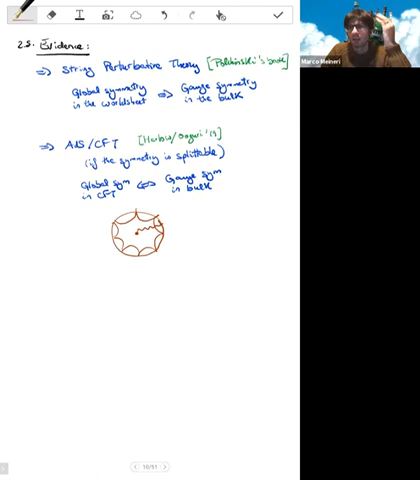 2.5. Evidence:
⇒ String Perturbative Theory [Polchinski's book]
Global symmetry ⇒ Gauge symmetry
in the worldsheet in the bulk
⇒ AdS/CFT [Harlow/Ooguri '19]
(if the symmetry is splittable)
Global sym ⇔ Gauge sym
in CFT in bulk
10/51
Marco Meineri